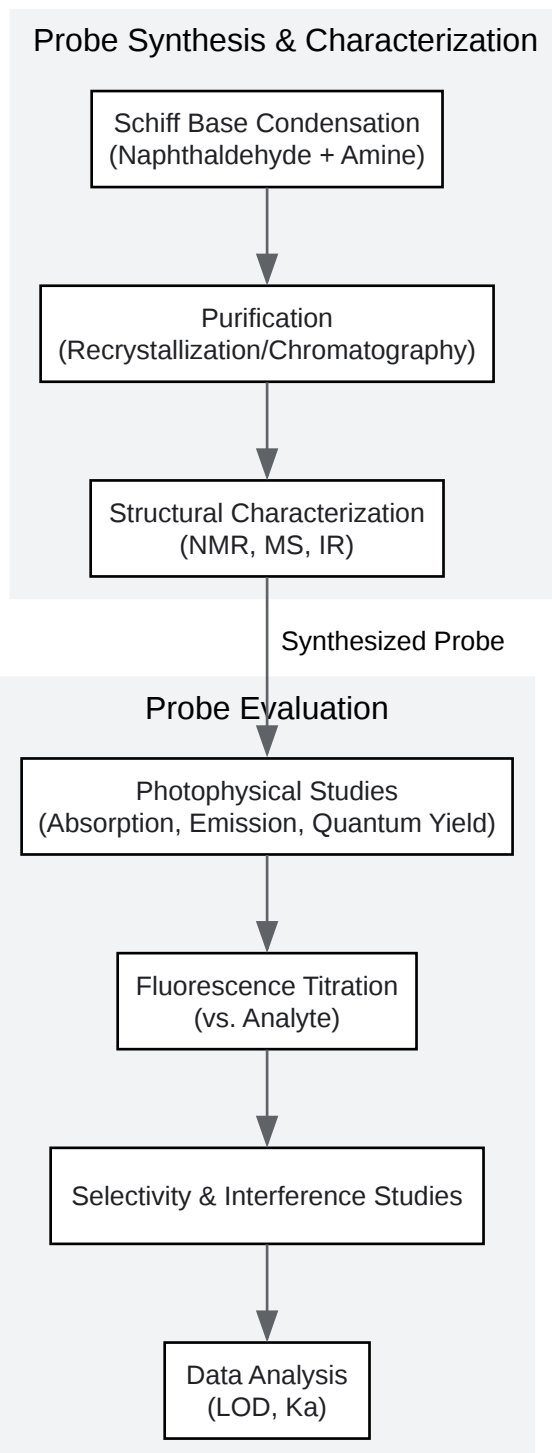 Probe Synthesis & Characterization
Schiff Base Condensation
(Naphthaldehyde + Amine)
Purification
(Recrystallization/Chromatography)
Structural Characterization
(NMR, MS, IR)
Synthesized Probe
Probe Evaluation
Photophysical Studies
(Absorption, Emission, Quantum Yield)
Fluorescence Titration
(vs. Analyte)
Selectivity & Interference Studies
Data Analysis
(LOD, Ka)